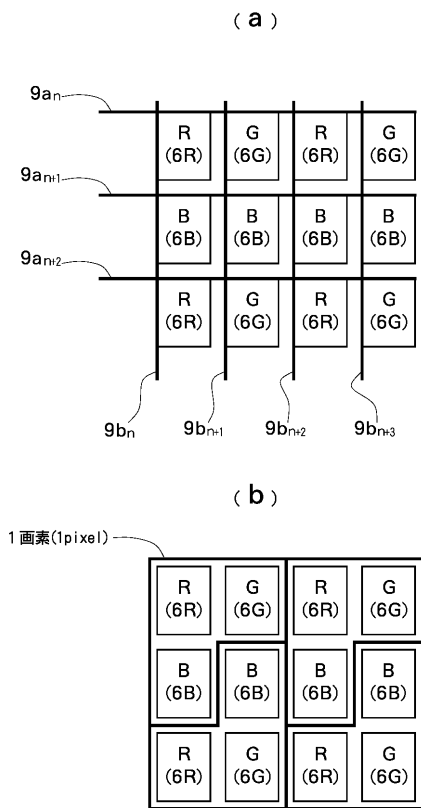 (a)
9an
R G R G
(6R) (6G) (6R) (6G)
9an+1
B B B B
(6B) (6B) (6B) (6B)
9an+2
R G R G
(6R) (6G) (6R) (6G)
9bn 9bn+1 9bn+2 9bn+3
(b)
1画素(1pixel)
R G R G
(6R) (6G) (6R) (6G)
B B B B
(6B) (6B) (6B) (6B)
R G R G
(6R) (6G) (6R) (6G)